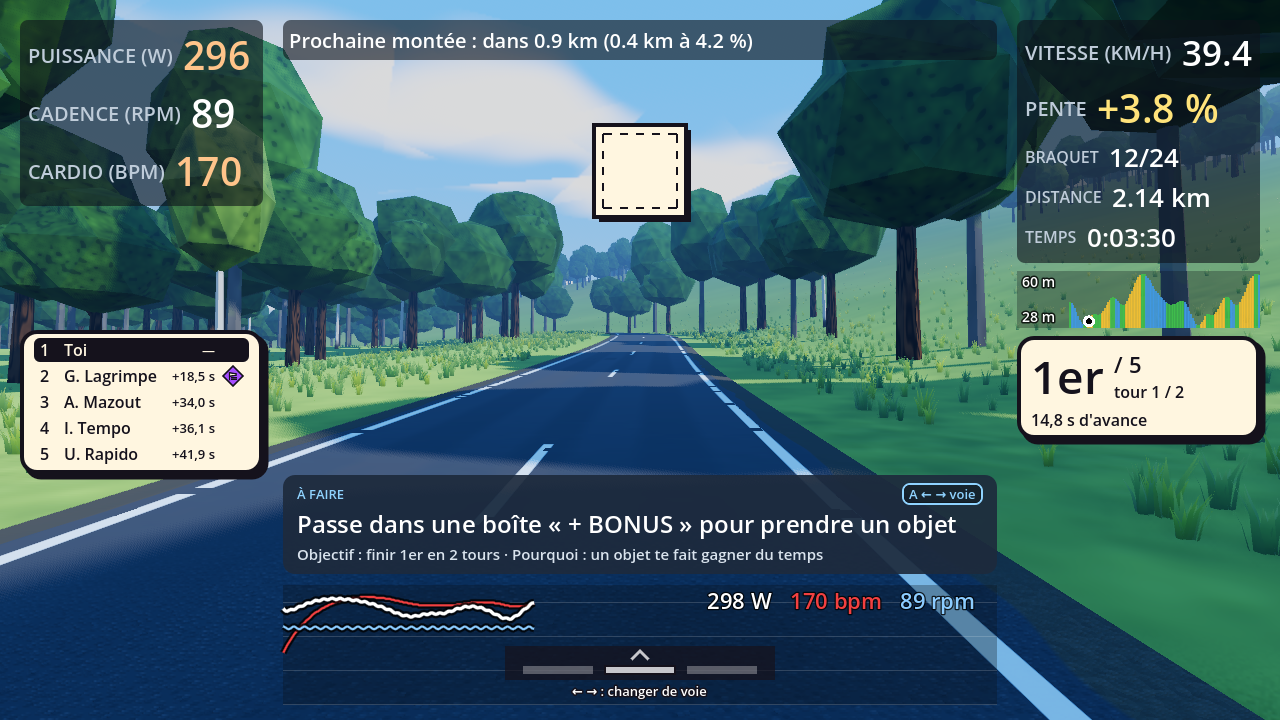 PUISSANCE (W) 296
CADENCE (RPM) 89
CARDIO (BPM) 170
Prochaine montée : dans 0.9 km (0.4 km à 4.2 %)
VITESSE (KM/H) 39.4
PENTE +3.8 %
BRAQUET 12/24
DISTANCE 2.14 km
TEMPS 0:03:30
60 m
28 m
1 Toi —
2 G. Lagrimpe +18,5 s
3 A. Mazout +34,0 s
4 I. Tempo +36,1 s
5 U. Rapido +41,9 s
1er / 5
tour 1 / 2
14,8 s d'avance
À FAIRE
A ← → voie
Passe dans une boîte « + BONUS » pour prendre un objet
Objectif : finir 1er en 2 tours · Pourquoi : un objet te fait gagner du temps
298 W 170 bpm 89 rpm
← → : changer de voie